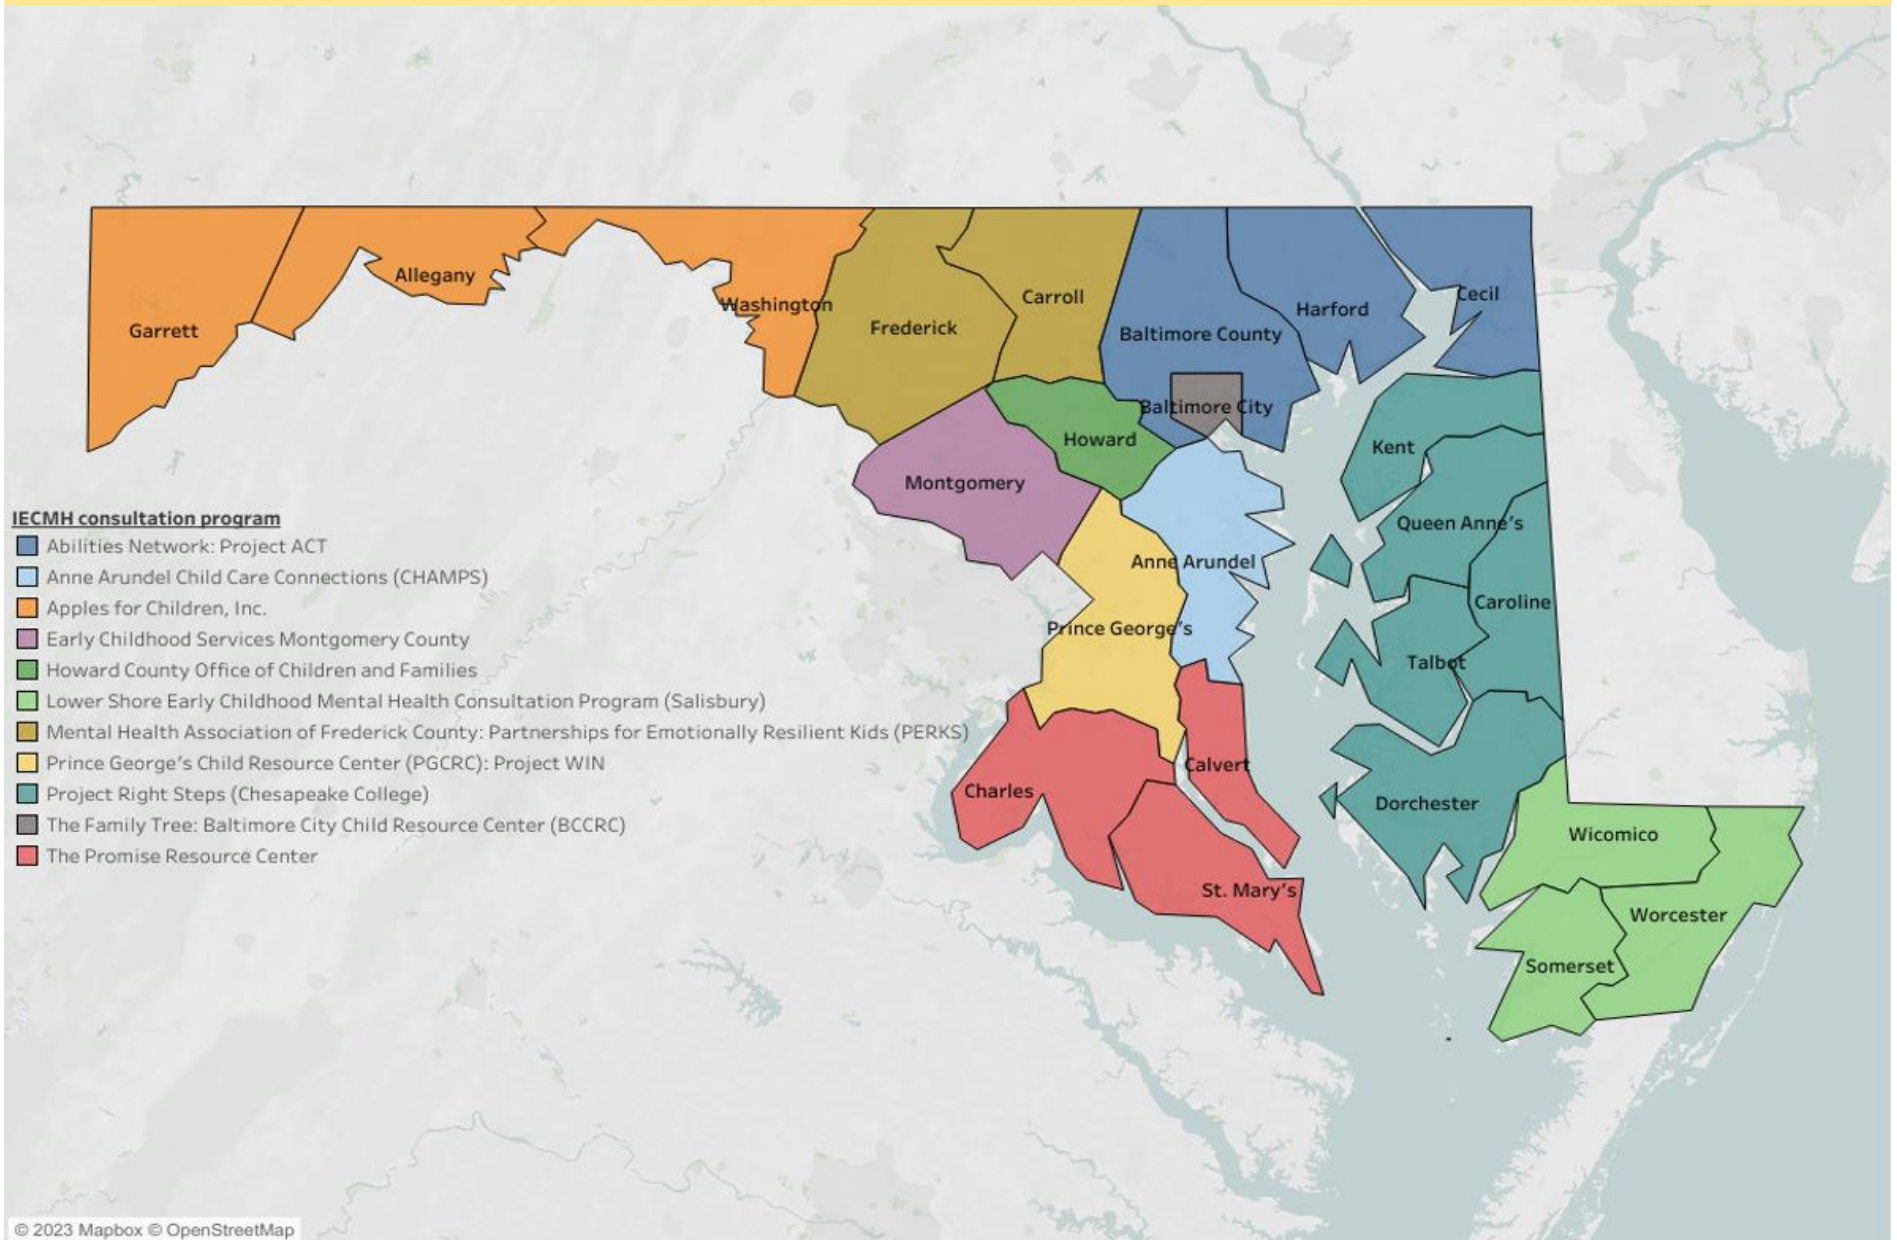 Garrett
Allegany
Washington
Frederick
Carroll
Baltimore County
Harford
Cecil
Baltimore City
Howard
Montgomery
Kent
Queen Anne's
Anne Arundel
Caroline
Prince George's
Talbot
Calvert
Charles
Dorchester
St. Mary's
Wicomico
Worcester
Somerset
IECMH consultation program
Abilities Network: Project ACT
Anne Arundel Child Care Connections (CHAMPS)
Apples for Children, Inc.
Early Childhood Services Montgomery County
Howard County Office of Children and Families
Lower Shore Early Childhood Mental Health Consultation Program (Salisbury)
Mental Health Association of Frederick County: Partnerships for Emotionally Resilient Kids (PERKS)
Prince George's Child Resource Center (PGCRC): Project WIN
Project Right Steps (Chesapeake College)
The Family Tree: Baltimore City Child Resource Center (BCCRC)
The Promise Resource Center
© 2023 Mapbox © OpenStreetMap